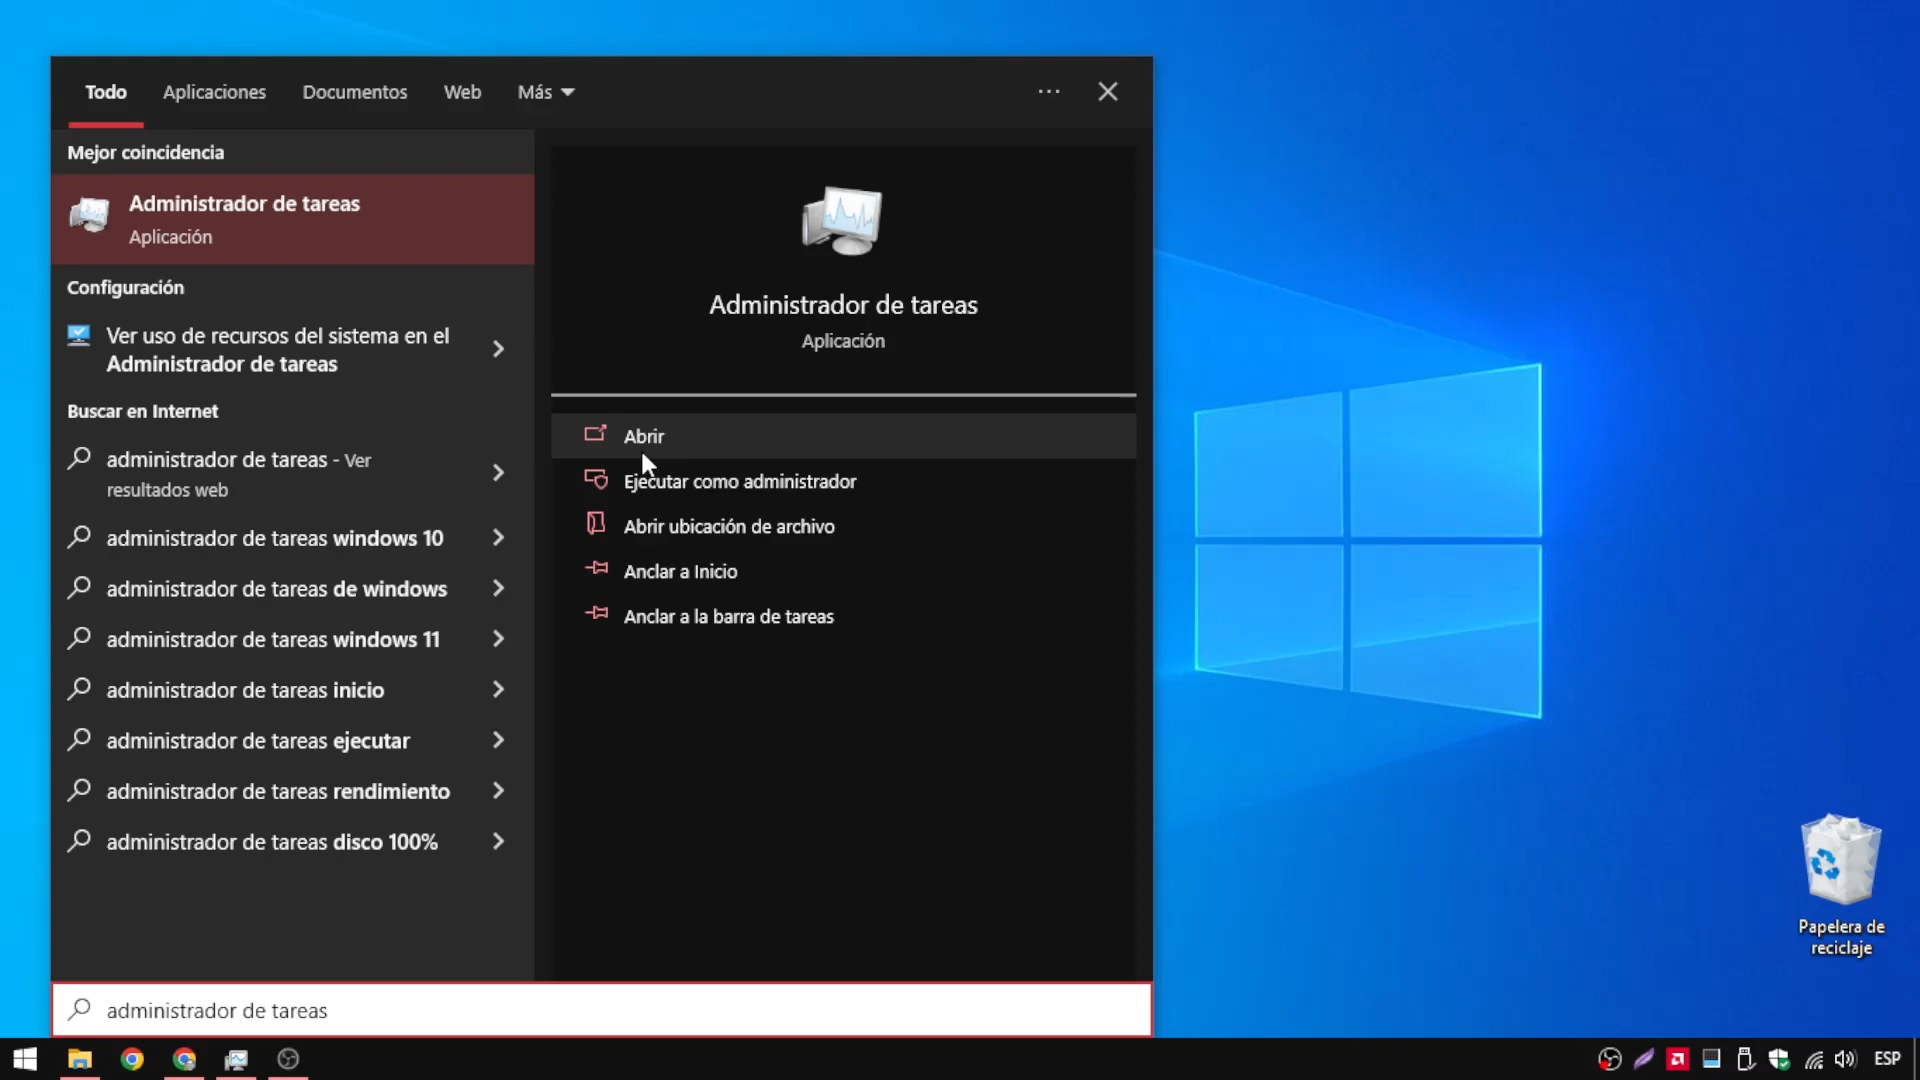 Todo
Aplicaciones
Documentos
Web
Más
Mejor coincidencia
Administrador de tareas
Aplicación
Configuración
Ver uso de recursos del sistema en el
Administrador de tareas
Buscar en Internet
administrador de tareas - Ver
resultados web
administrador de tareas windows 10
administrador de tareas de windows
administrador de tareas windows 11
administrador de tareas inicio
administrador de tareas ejecutar
administrador de tareas rendimiento
administrador de tareas disco 100%
Administrador de tareas
Aplicación
Abrir
Ejecutar como administrador
Abrir ubicación de archivo
Anclar a Inicio
Anclar a la barra de tareas
administrador de tareas
Papelera de
reciclaje
ESP